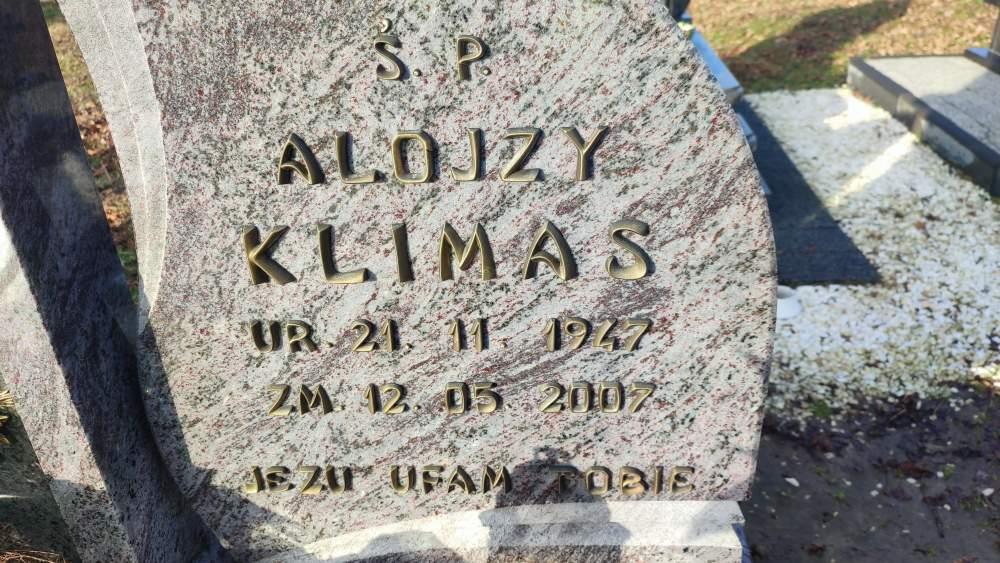 Ś. P.
ALOJZY
KLIMAS
UR. 21. 11. 1947
ZM. 12. 05. 2007
JEZU UFAM TOBIE